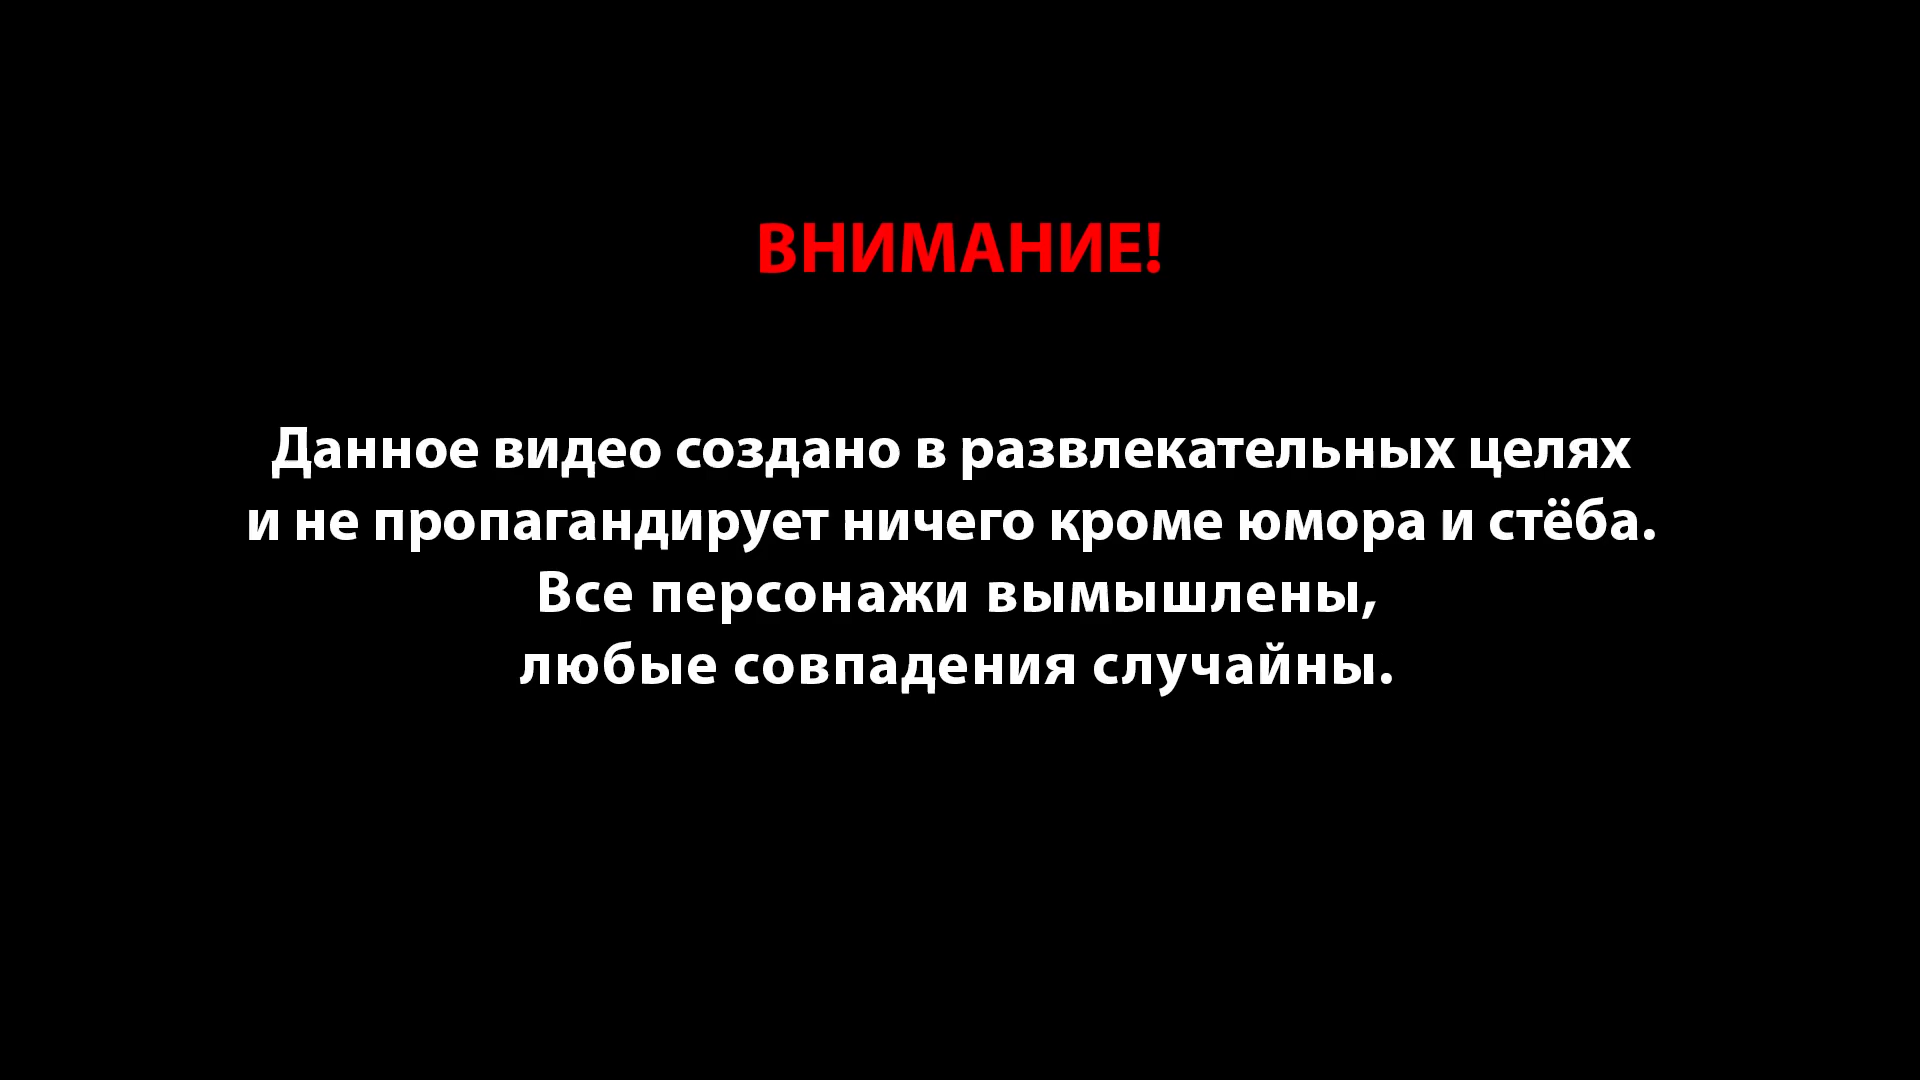 ВНИМАНИЕ!
Данное видео создано в развлекательных целях
и не пропагандирует ничего кроме юмора и стёба.
Все персонажи вымышлены,
любые совпадения случайны.